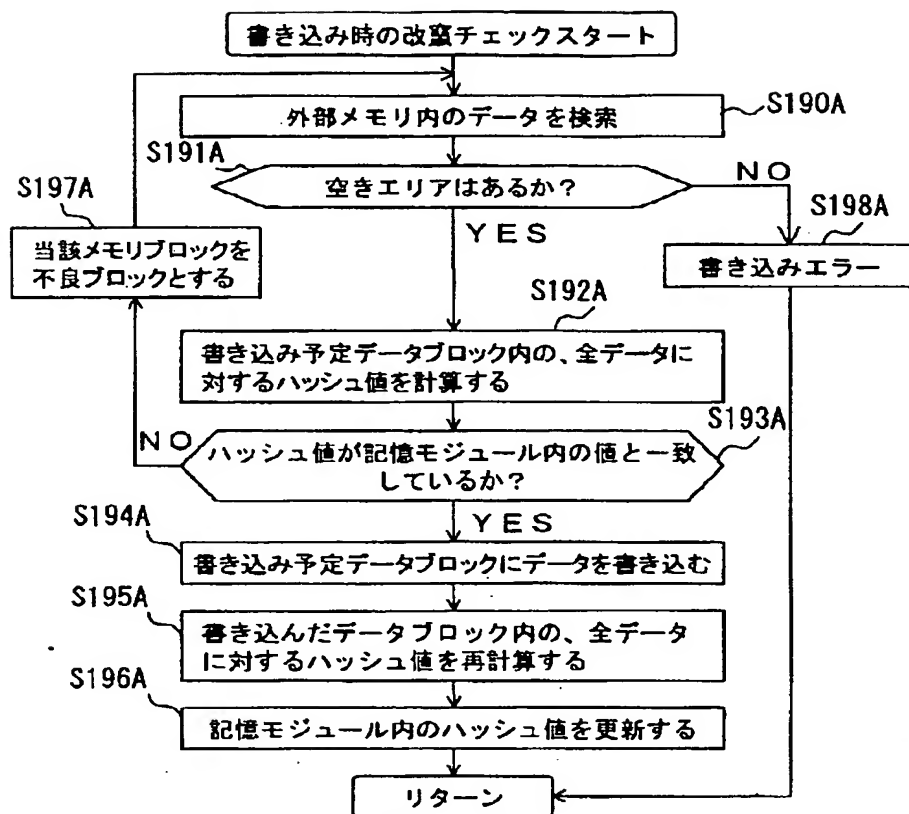 書き込み時の改竄チェックスタート
外部メモリ内のデータを検索
S190A
S191A
空きエリアはあるか?
NO
S197A
当該メモリブロックを
不良ブロックとする
YES
S198A
書き込みエラー
S192A
書き込み予定データブロック内の、全データに
対するハッシュ値を計算する
S193A
NO
ハッシュ値が記憶モジュール内の値と一致
しているか?
YES
S194A
書き込み予定データブロックにデータを書き込む
S195A
書き込んだデータブロック内の、全データ
に対するハッシュ値を再計算する
S196A
記憶モジュール内のハッシュ値を更新する
リターン